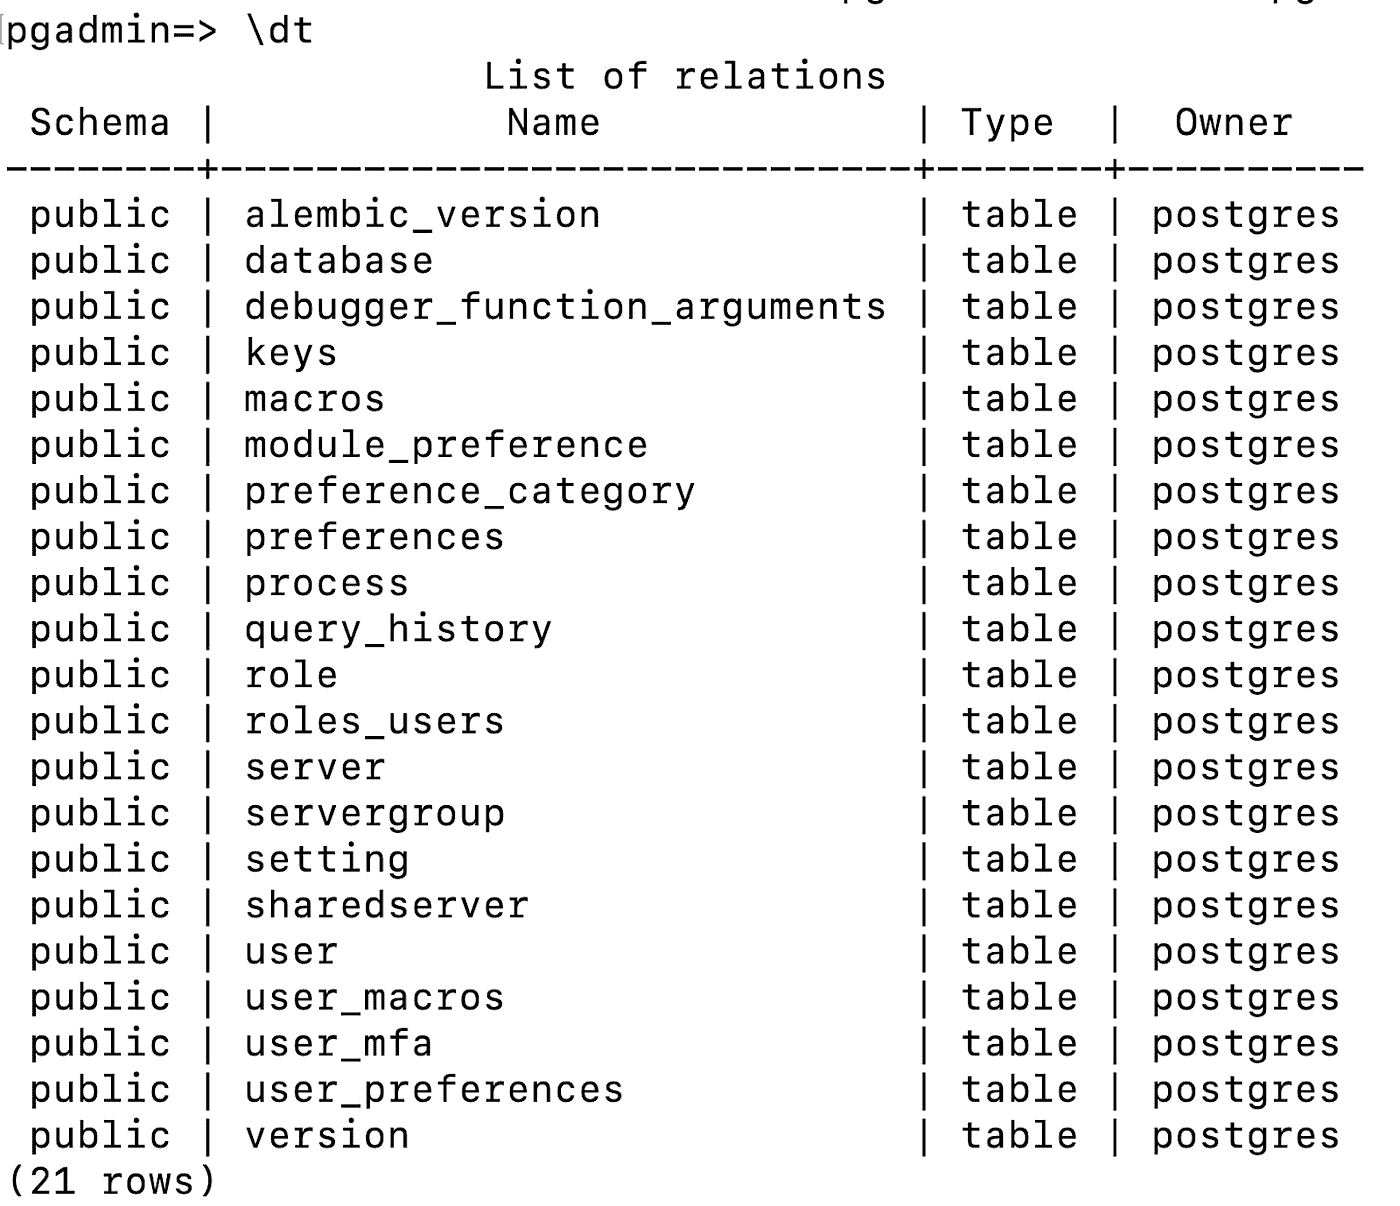 pgadmin=> \dt
                    List of relations
 Schema |            Name             | Type  |  Owner
--------+-----------------------------+-------+----------
 public | alembic_version             | table | postgres
 public | database                    | table | postgres
 public | debugger_function_arguments | table | postgres
 public | keys                        | table | postgres
 public | macros                      | table | postgres
 public | module_preference           | table | postgres
 public | preference_category         | table | postgres
 public | preferences                 | table | postgres
 public | process                     | table | postgres
 public | query_history               | table | postgres
 public | role                        | table | postgres
 public | roles_users                 | table | postgres
 public | server                      | table | postgres
 public | servergroup                 | table | postgres
 public | setting                     | table | postgres
 public | sharedserver                | table | postgres
 public | user                        | table | postgres
 public | user_macros                 | table | postgres
 public | user_mfa                    | table | postgres
 public | user_preferences            | table | postgres
 public | version                     | table | postgres
(21 rows)